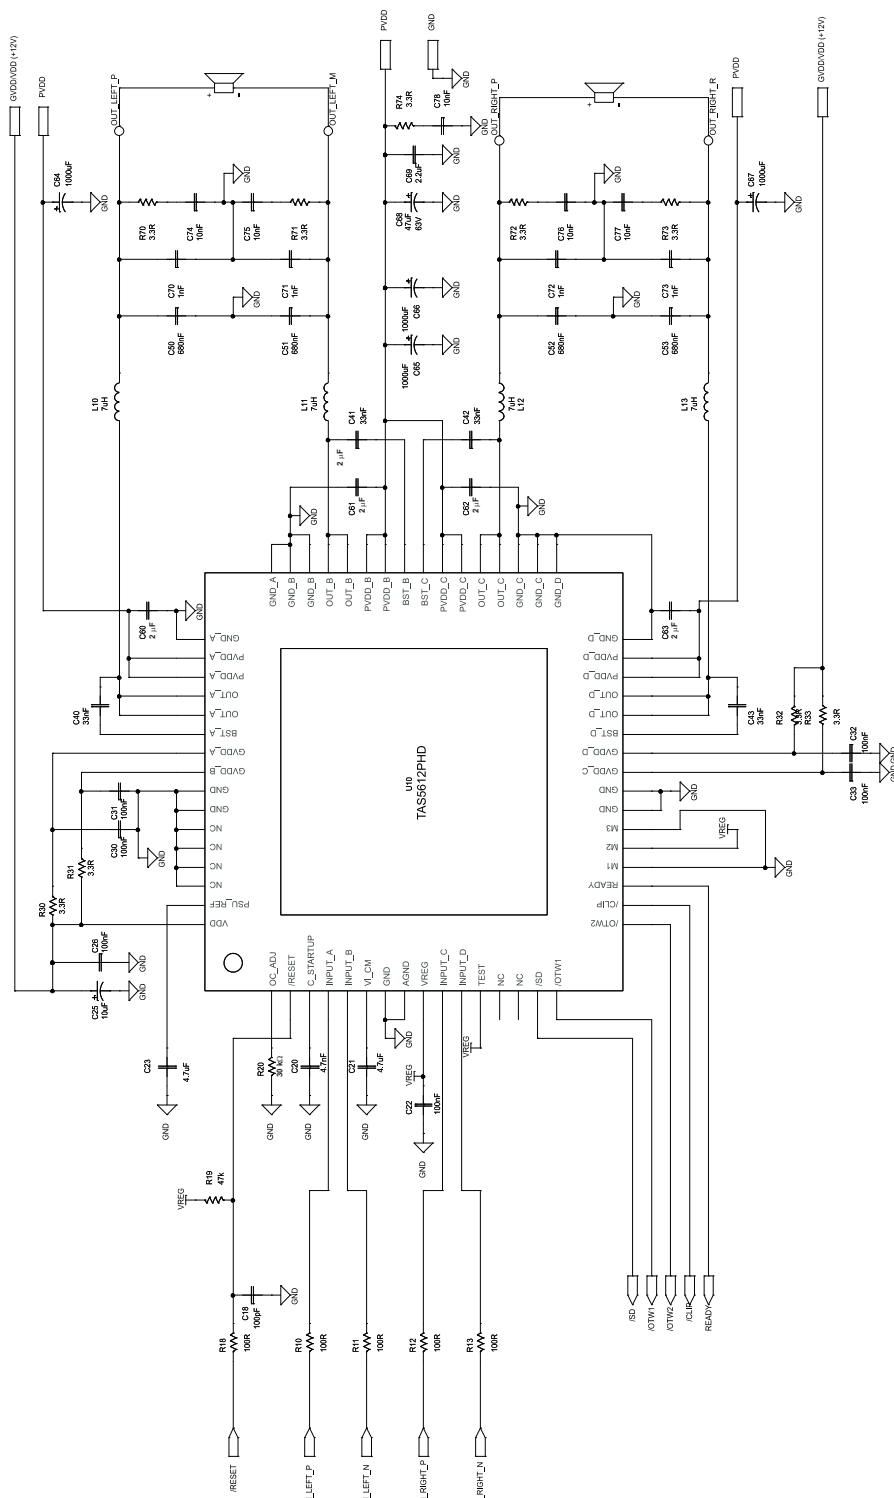 GVDD/VDD (+12V)
PVDD
OUT_LEFT_P
+
-
OUT_LEFT_M
PVDD
GND
GND
OUT_RIGHT_P
+
-
OUT_RIGHT_R
PVDD
GVDD/VDD (+12V)
C64
1000uF
GND
R70
3.3R
C74
10nF
GND
C75
10nF
R71
3.3R
R74
3.3R
C78
10nF
GND
C69
2.2uF
GND
C68
47uF
63V
GND
R72
3.3R
C76
10nF
GND
C77
10nF
R73
3.3R
C67
1000uF
GND
C70
1nF
C71
1nF
C50
680nF
GND
C51
680nF
1000uF
C66
GND
1000uF
C65
GND
C72
1nF
C73
1nF
C52
680nF
GND
C53
680nF
L10
7uH
L11
7uH
7uH
L12
L13
7uH
C41
33nF
2 µF
C42
33nF
C61
2 µF
C62
2 µF
GND
GND
GND_A
GND_B
GND_B
OUT_B
OUT_B
PVDD_B
PVDD_B
BST_B
BST_C
PVDD_C
PVDD_C
OUT_C
OUT_C
GND_C
GND_C
GND_D
C60
2 µF
GND
C63
2 µF
C40
33nF
C43
33nF
GND_A
PVDD_A
PVDD_A
OUT_A
OUT_A
BST_A
GVDD_A
GVDD_B
GND
GND
NC
NC
NC
NC
PSU_REF
VDD
U10
TAS5612PHD
GND_D
PVDD_D
PVDD_D
OUT_D
OUT_D
BST_D
GVDD_D
GVDD_C
GND
GND
M3
M2
M1
READY
/CLIP
/OTW2
R32
3.3R
R33
3.3R
C32
100nF
GND
C33
100nF
GND
GND
VREG
GND
C31
100nF
C30
100nF
GND
R31
3.3R
R30
3.3R
C26
100nF
GND
C25
10uF
GND
OC_ADJ
/RESET
C_STARTUP
INPUT_A
INPUT_B
VI_CM
GND
AGND
VREG
INPUT_C
INPUT_D
TEST
NC
NC
/SD
/OTW1
C23
4.7uF
GND
R20
30 kΩ
GND
C20
4.7nF
GND
C21
4.7uF
GND
GND
VREG
C22
100nF
GND
VREG
VREG
R19
47k
C18
100pF
GND
R18
100R
R10
100R
R11
100R
R12
100R
R13
100R
/RESET
_LEFT_P
_LEFT_N
_RIGHT_P
_RIGHT_N
/SD
/OTW1
/OTW2
/CLIP
READY